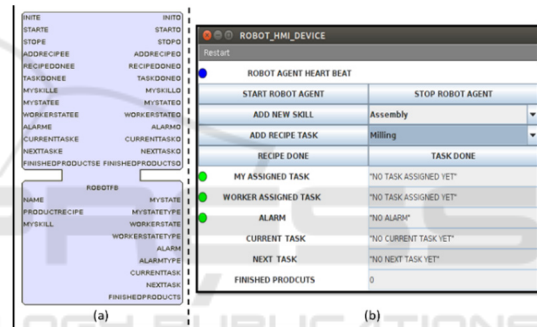 INITE INITO
STARTE STARTO
STOPE STOPO
ADDRECIPEE ADDRECIPEO
RECIPEDONEE RECIPEDONEO
TASKDONEE TASKDONEO
MYSKILLE MYSKILLO
MYSTATEE MYSTATEO
WORKERSTATEE WORKERSTATEO
ALARME ALARMO
CURRENTTASKE CURRENTTASKO
NEXTTASKE NEXTTASKO
FINISHEDPRODUCTSE FINISHEDPRODUCTSO
ROBOTFB
NAME MYSTATE
PRODUCTRECIPE MYSTATETYPE
MYSKILL WORKERSTATE
WORKERSTATETYPE
ALARM
ALARMTYPE
CURRENTTASK
NEXTTASK
FINISHEDPRODUCTS
(a)
ROBOT_HMI_DEVICE
Restart
ROBOT AGENT HEART BEAT
START ROBOT AGENT STOP ROBOT AGENT
ADD NEW SKILL Assembly
ADD RECIPE TASK Milling
RECIPE DONE TASK DONE
MY ASSIGNED TASK "NO TASK ASSIGNED YET"
WORKER ASSIGNED TASK "NO TASK ASSIGNED YET"
ALARM "NO ALARM"
CURRENT TASK "NO CURRENT TASK YET"
NEXT TASK "NO NEXT TASK YET"
FINISHED PRODCUTS 0
(b)